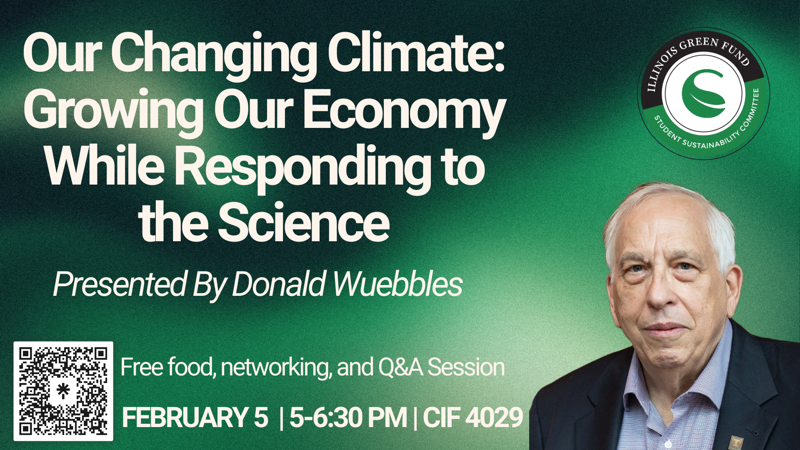 Our Changing Climate:
Growing Our Economy
While Responding to
the Science
Presented By Donald Wuebbles
ILLINOIS GREEN FUND
STUDENT SUSTAINABILITY COMMITTEE
Free food, networking, and Q&A Session
FEBRUARY 5 | 5-6:30 PM | CIF 4029